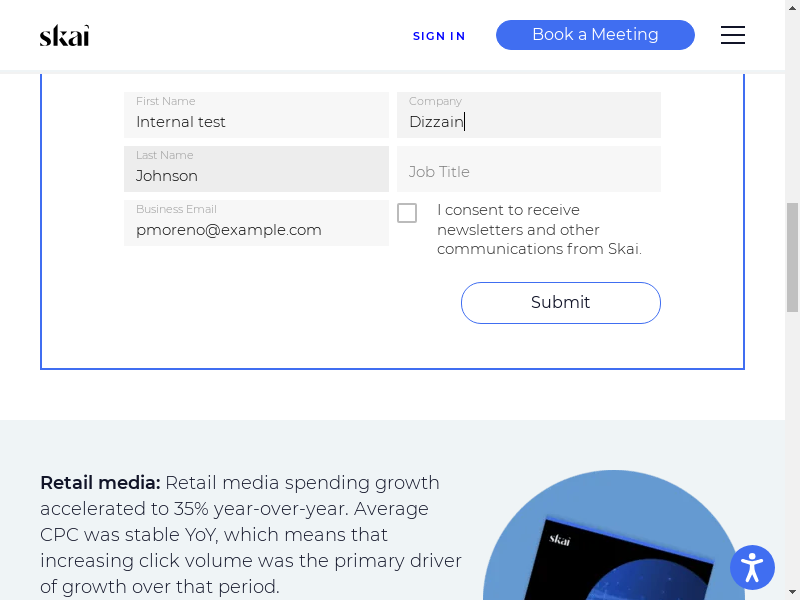 skai
SIGN IN
Book a Meeting
First Name
Internal test
Company
Dizzain
Last Name
Johnson
Job Title
Business Email
pmoreno@example.com
I consent to receive
newsletters and other
communications from Skai.
Submit
Retail media: Retail media spending growth
accelerated to 35% year-over-year. Average
CPC was stable YoY, which means that
increasing click volume was the primary driver
of growth over that period.
skai